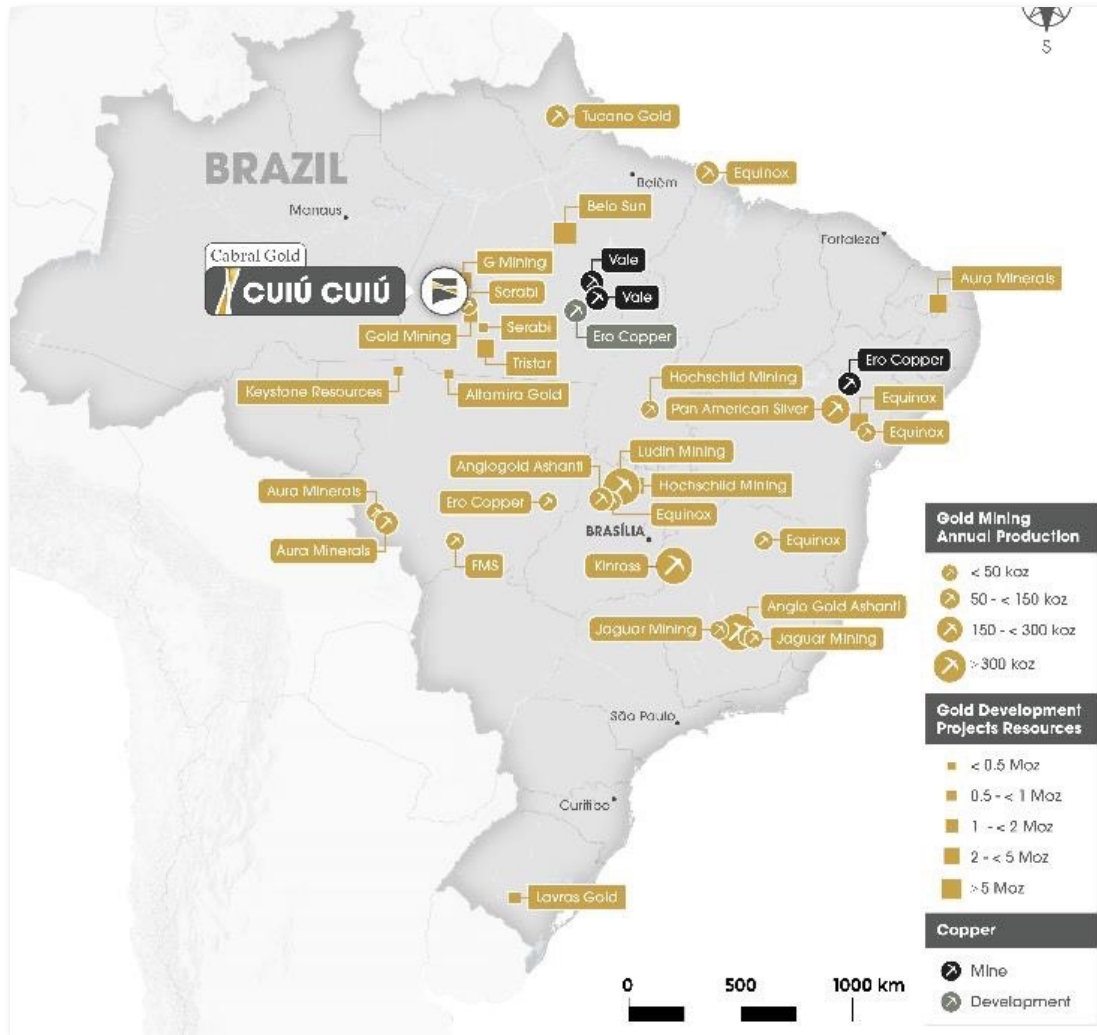 S
Tucano Gold
BRAZIL
Belém
Equinox
Manaus
Belo Sun
Fortaleza
Cabral Gold
CUIÚ CUIÚ
G Mining
Vale
Serabi
Vale
Aura Minerals
Gold Mining
Serabi
Ero Copper
Tristar
Ero Copper
Keystone Resources
Altamira Gold
Hochschild Mining
Pan American Silver
Equinox
Equinox
Ludin Mining
Anglogold Ashanti
Aura Minerals
Ero Copper
Hochschild Mining
Equinox
BRASÍLIA
Equinox
Aura Minerals
FMS
Kinross
Anglo Gold Ashanti
Jaguar Mining
Jaguar Mining
São Paulo
Curitiba
Lavras Gold
Gold Mining
Annual Production
< 50 koz
50 - < 150 koz
150 - < 300 koz
>300 koz
Gold Development
Projects Resources
< 0.5 Moz
0.5 - < 1 Moz
1 - < 2 Moz
2 - < 5 Moz
>5 Moz
Copper
Mine
Development
0 500 1000 km